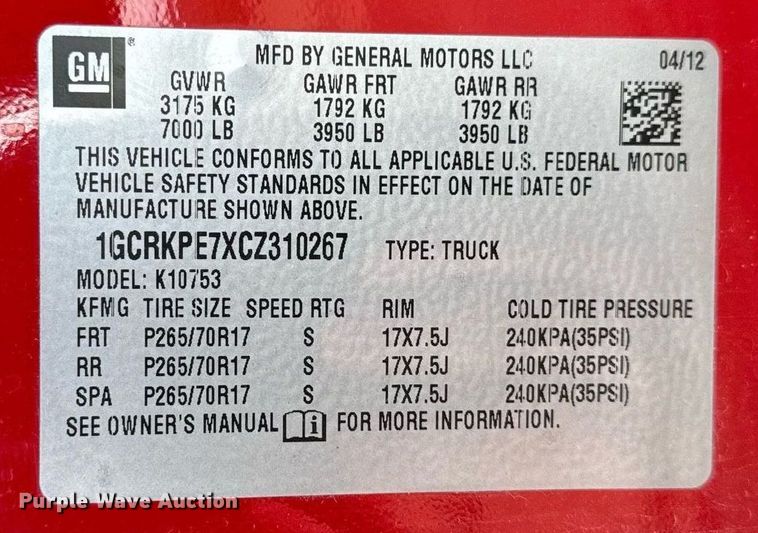 GM ®
MFD BY GENERAL MOTORS LLC 04/12
GVWR GAWR FRT GAWR RR
3175 KG 1792 KG 1792 KG
7000 LB 3950 LB 3950 LB
THIS VEHICLE CONFORMS TO ALL APPLICABLE U.S. FEDERAL MOTOR
VEHICLE SAFETY STANDARDS IN EFFECT ON THE DATE OF
MANUFACTURE SHOWN ABOVE.
1GCRKPE7XCZ310267 TYPE: TRUCK
MODEL: K10753
KFMG TIRE SIZE SPEED RTG RIM COLD TIRE PRESSURE
FRT P265/70R17 S 17X7.5J 240KPA(35PSI)
RR P265/70R17 S 17X7.5J 240KPA(35PSI)
SPA P265/70R17 S 17X7.5J 240KPA(35PSI)
SEE OWNER'S MANUAL i FOR MORE INFORMATION.
Purple Wave Auction